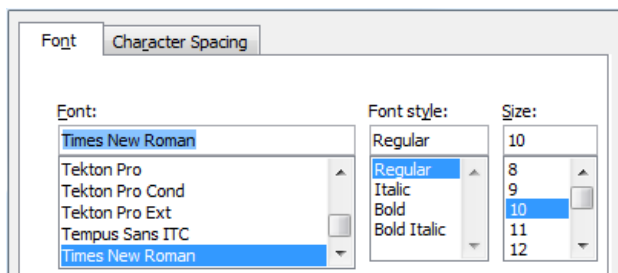 Font
Character Spacing
Font:
Font style:
Size:
Times New Roman
Regular
10
Tekton Pro
Tekton Pro Cond
Tekton Pro Ext
Tempus Sans ITC
Times New Roman
Regular
Italic
Bold
Bold Italic
8
9
10
11
12